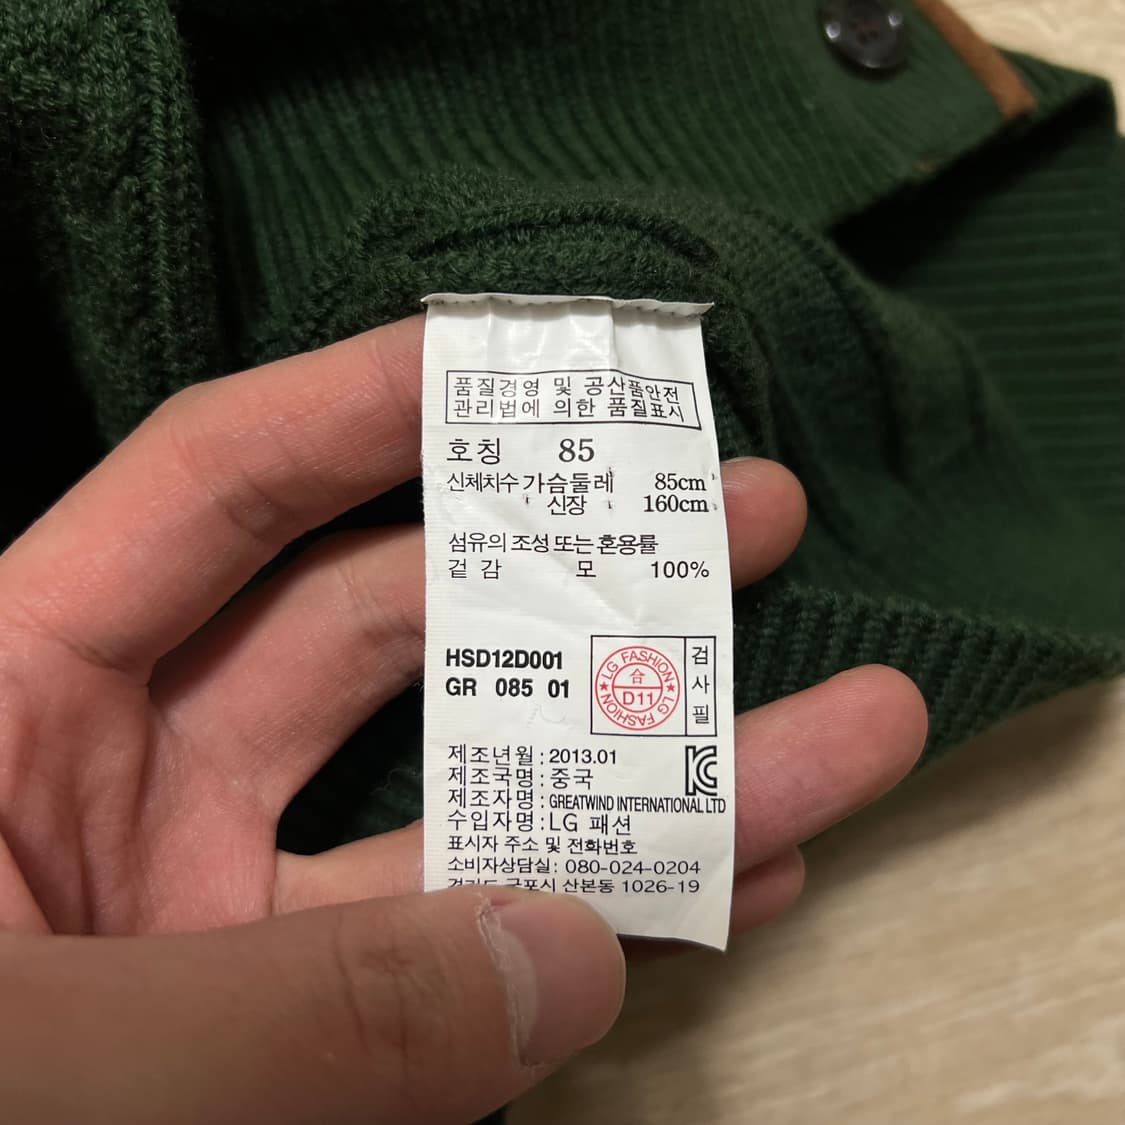 품질경영 및 공산품안전
관리법에 의한 품질표시
호칭 85
신체치수 가슴둘레 85cm
신장 160cm
섬유의 조성 또는 혼용률
겉감 모 100%
HSD12D001
GR 085 01
LG FASHION ★ LG FASHION ★
合
D11
검사필
제조년월 : 2013.01
제조국명 : 중국
제조자명 : GREATWIND INTERNATIONAL LTD
수입자명 : LG 패션
표시자 주소 및 전화번호
소비자상담실 : 080-024-0204
군포시 산본동 1026-19